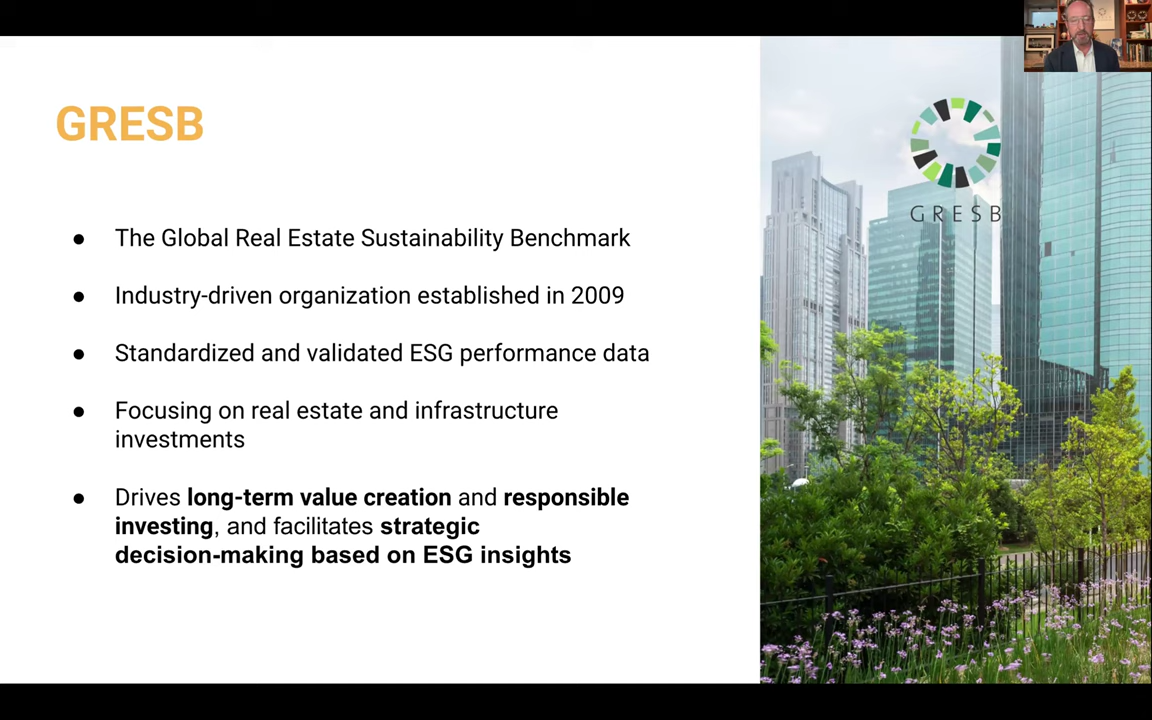 GRESB
The Global Real Estate Sustainability Benchmark
Industry-driven organization established in 2009
Standardized and validated ESG performance data
Focusing on real estate and infrastructure
investments
Drives long-term value creation and responsible
investing, and facilitates strategic
decision-making based on ESG insights
GRESB